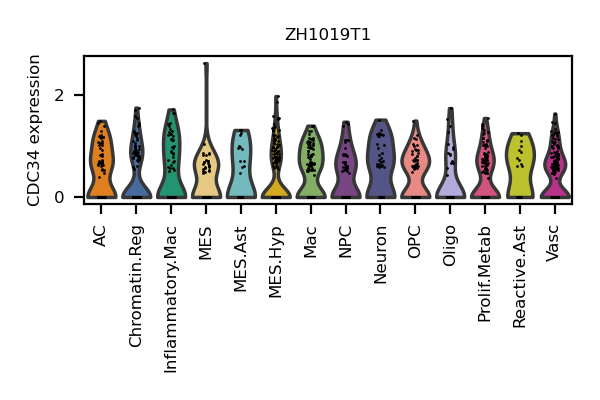 ZH1019T1
CDC34 expression
2
0
AC
Chromatin.Reg
Inflammatory.Mac
MES
MES.Ast
MES.Hyp
Mac
NPC
Neuron
OPC
Oligo
Prolif.Metab
Reactive.Ast
Vasc